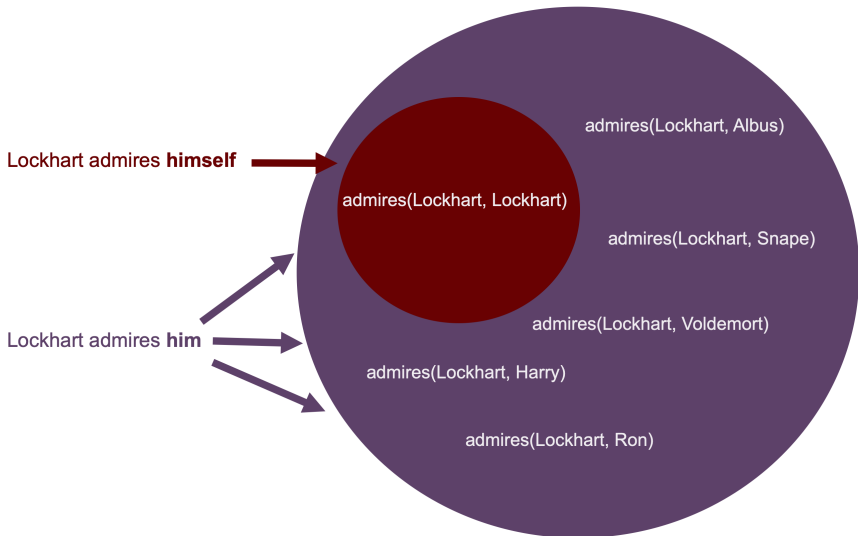 admires(Lockhart, Albus)
Lockhart admires himself
admires(Lockhart, Lockhart)
admires(Lockhart, Snape)
admires(Lockhart, Voldemort)
Lockhart admires him
admires(Lockhart, Harry)
admires(Lockhart, Ron)